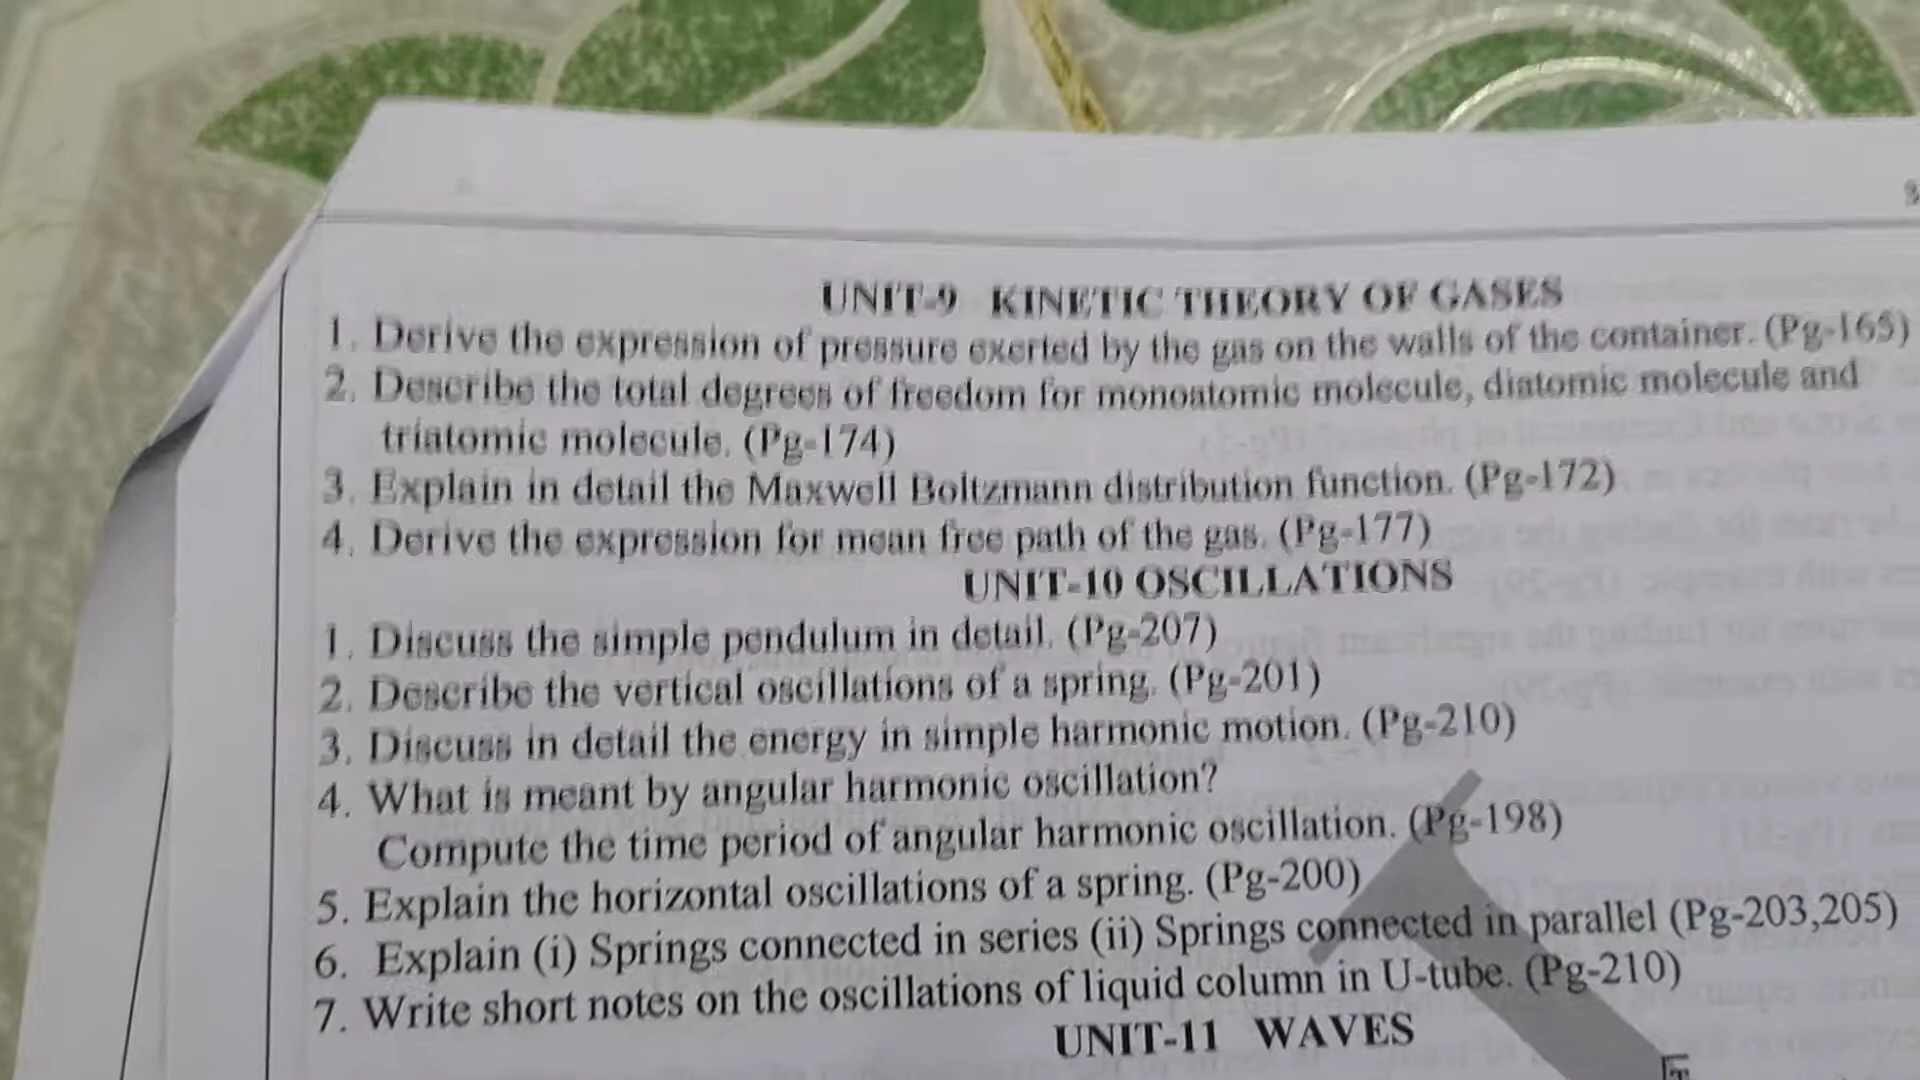 UNIT-9 KINETIC THEORY OF GASES
1. Derive the expression of pressure exerted by the gas on the walls of the container. (Pg-165)
2. Describe the total degrees of freedom for monoatomic molecule, diatomic molecule and
triatomic molecule. (Pg-174)
3. Explain in detail the Maxwell Boltzmann distribution function. (Pg-172)
4. Derive the expression for mean free path of the gas. (Pg-177)
UNIT-10 OSCILLATIONS
1. Discuss the simple pendulum in detail. (Pg-207)
2. Describe the vertical oscillations of a spring. (Pg-201)
3. Discuss in detail the energy in simple harmonic motion. (Pg-210)
4. What is meant by angular harmonic oscillation?
Compute the time period of angular harmonic oscillation. (Pg-198)
5. Explain the horizontal oscillations of a spring. (Pg-200)
6. Explain (i) Springs connected in series (ii) Springs connected in parallel (Pg-203,205)
7. Write short notes on the oscillations of liquid column in U-tube. (Pg-210)
UNIT-11 WAVES